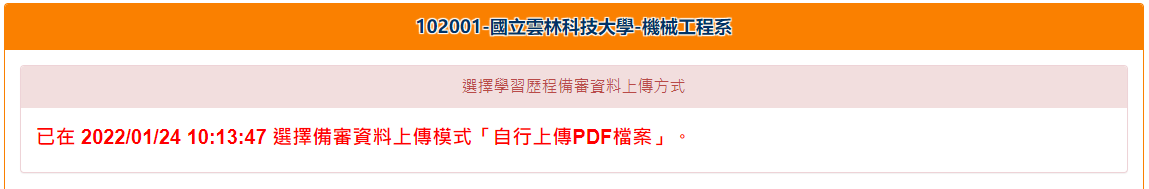 102001-國立雲林科技大學-機械工程系
選擇學習歷程備審資料上傳方式
已在 2022/01/24 10:13:47 選擇備審資料上傳模式「自行上傳PDF檔案」。